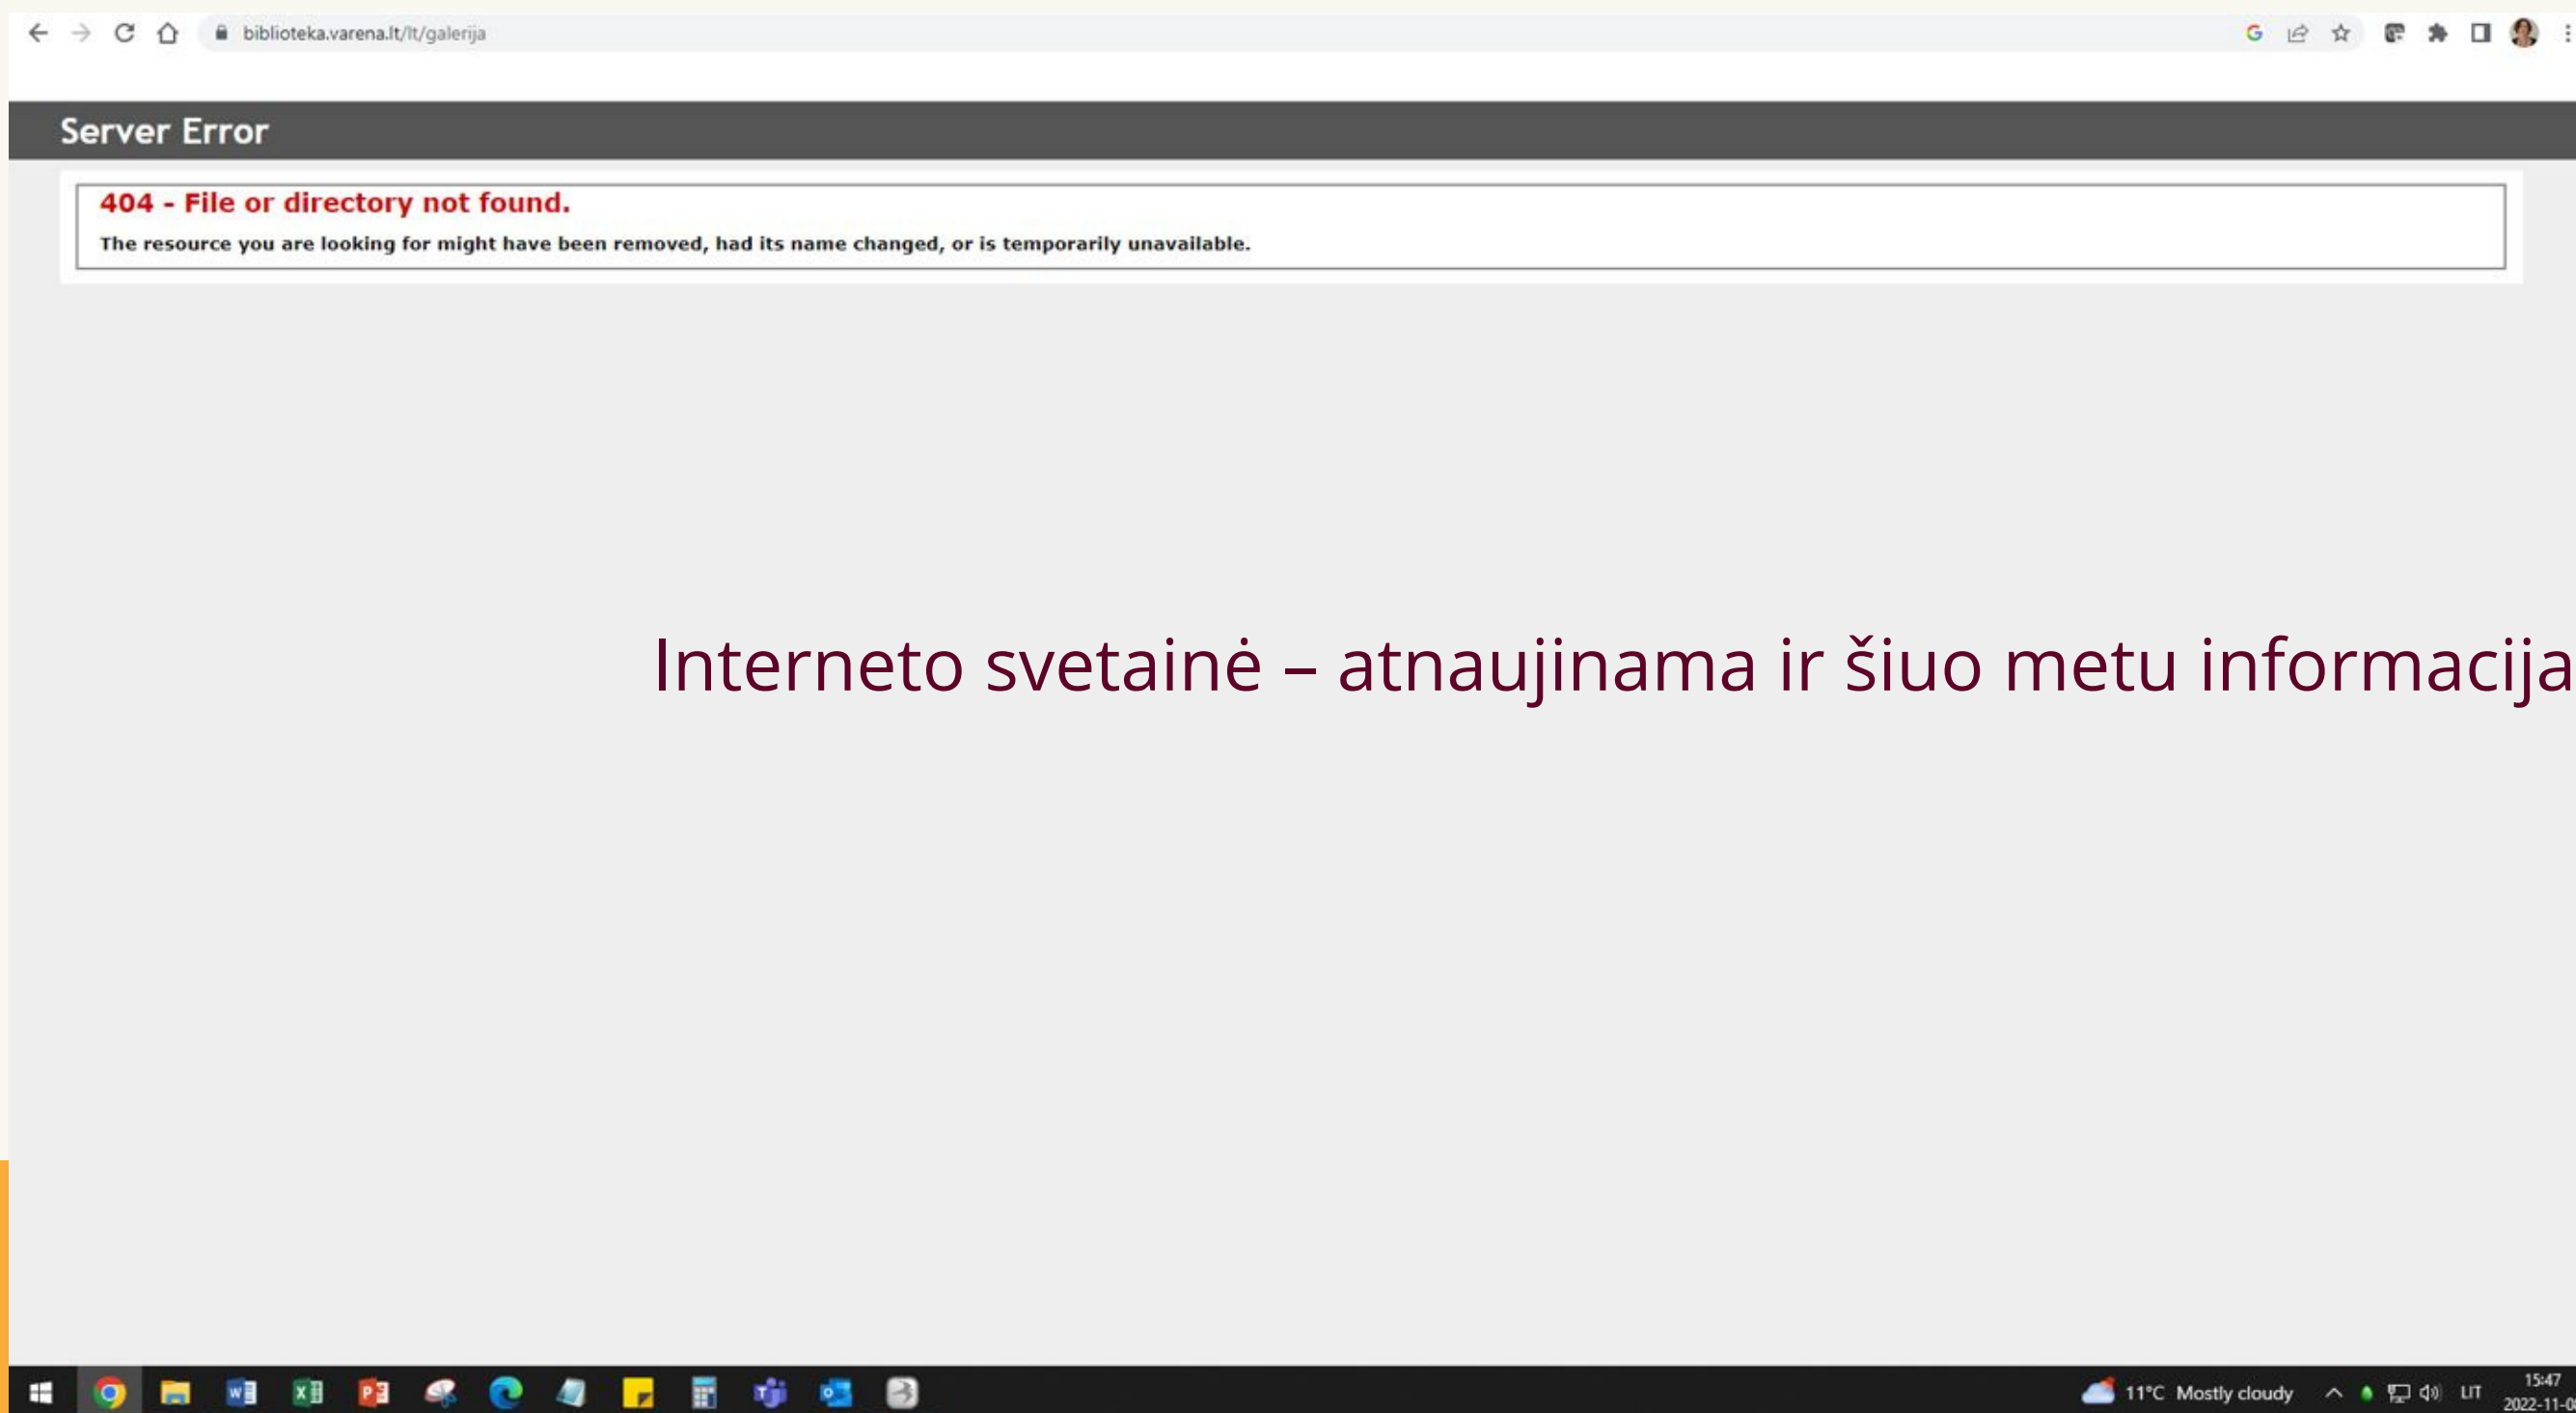 biblioteka.varena.lt/lt/galerija
Server Error
404 - File or directory not found.
The resource you are looking for might have been removed, had its name changed, or is temporarily unavailable.
Interneto svetainė – atnaujinama ir šiuo metu informacija
11°C Mostly cloudy
LIT
15:47